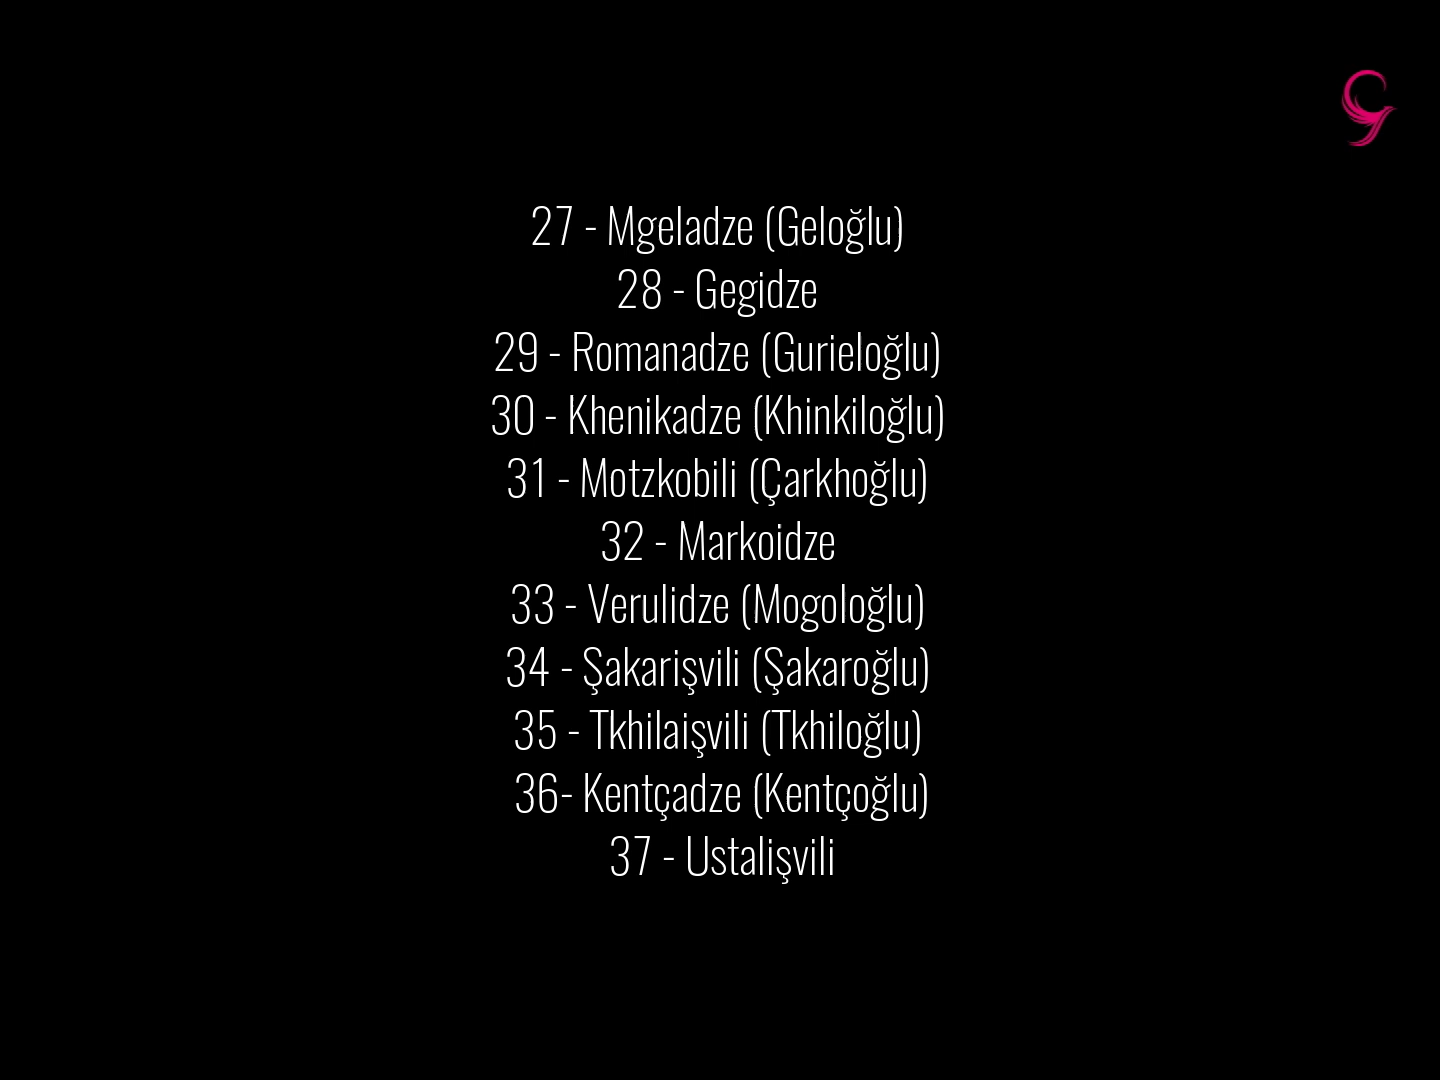 27 - Mgeladze (Geloğlu)
28 - Gegidze
29 - Romanadze (Gurieloğlu)
30 - Khenikadze (Khinkiloğlu)
31 - Motzkobili (Çarkhoğlu)
32 - Markoidze
33 - Verulidze (Mogoloğlu)
34 - Şakarişvili (Şakaroğlu)
35 - Tkhilaişvili (Tkhiloğlu)
36- Kentçadze (Kentçoğlu)
37 - Ustalişvili